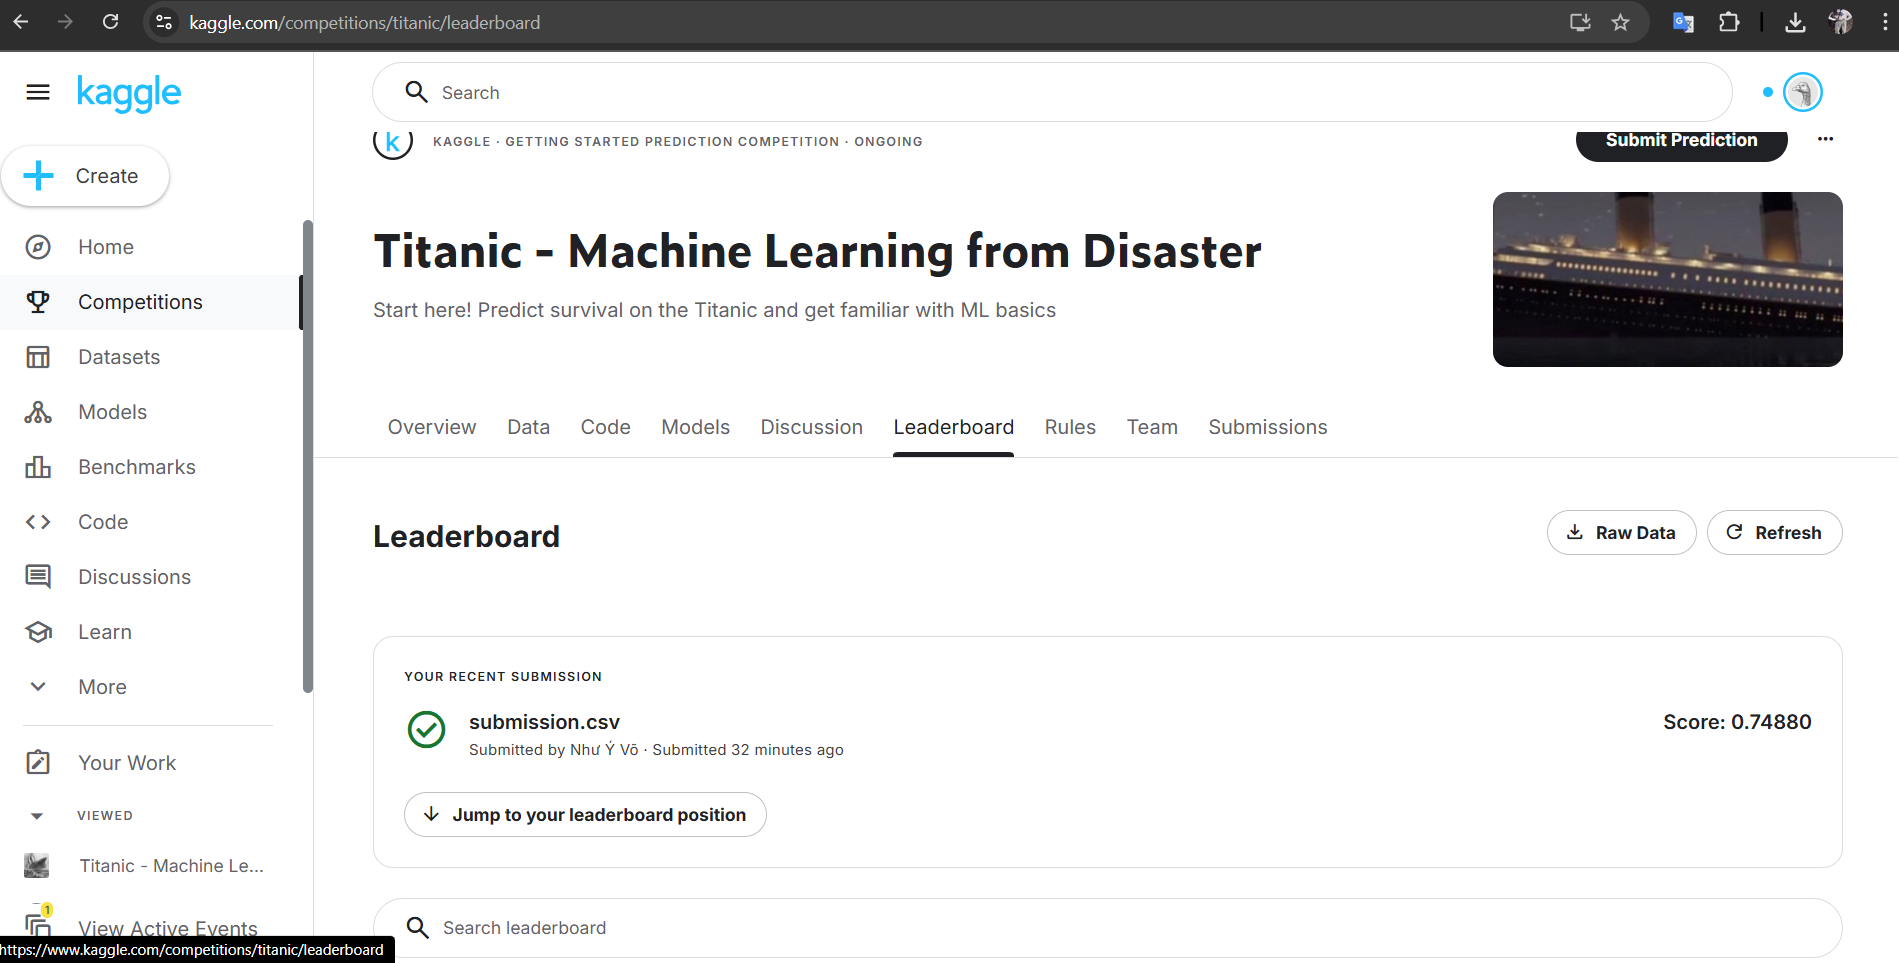 kaggle.com/competitions/titanic/leaderboard
kaggle
Search
Create
k
KAGGLE · GETTING STARTED PREDICTION COMPETITION · ONGOING
Submit Prediction
Home
Competitions
Datasets
Models
Benchmarks
Code
Discussions
Learn
More
Your Work
VIEWED
Titanic - Machine Le...
1
View Active Events
https://www.kaggle.com/competitions/titanic/leaderboard
Titanic - Machine Learning from Disaster
Start here! Predict survival on the Titanic and get familiar with ML basics
Overview Data Code Models Discussion Leaderboard Rules Team Submissions
Leaderboard
Raw Data
Refresh
YOUR RECENT SUBMISSION
submission.csv
Submitted by Như Ý Võ · Submitted 32 minutes ago
Score: 0.74880
Jump to your leaderboard position
Search leaderboard